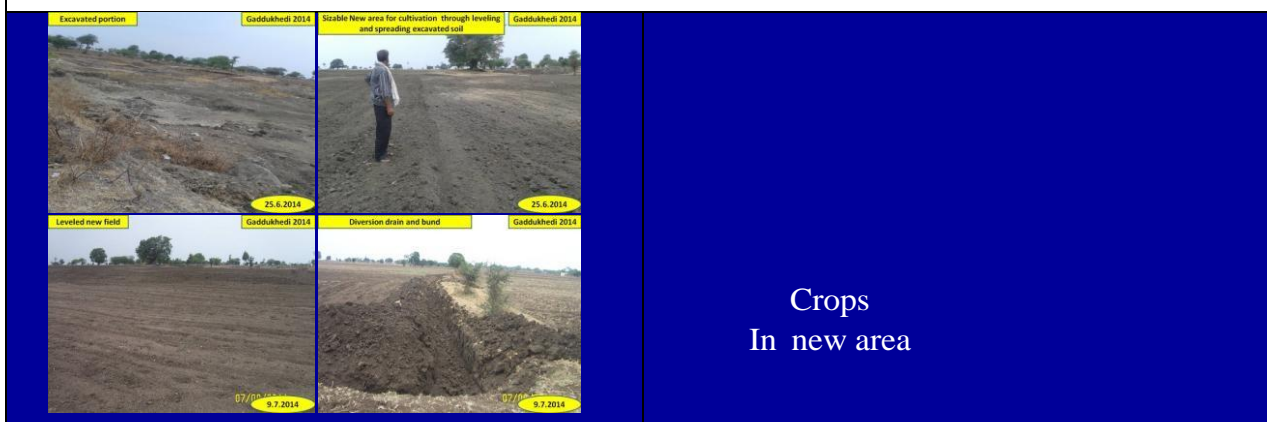 Excavated portion
Gaddukhedi 2014
Sizable New area for cultivation through leveling
and spreading excavated soil
Gaddukhedi 2014
25.6.2014
25.6.2014
Leveled new field
Gaddukhedi 2014
Diversion drain and bund
Gaddukhedi 2014
9.7.2014
9.7.2014
Crops
In new area